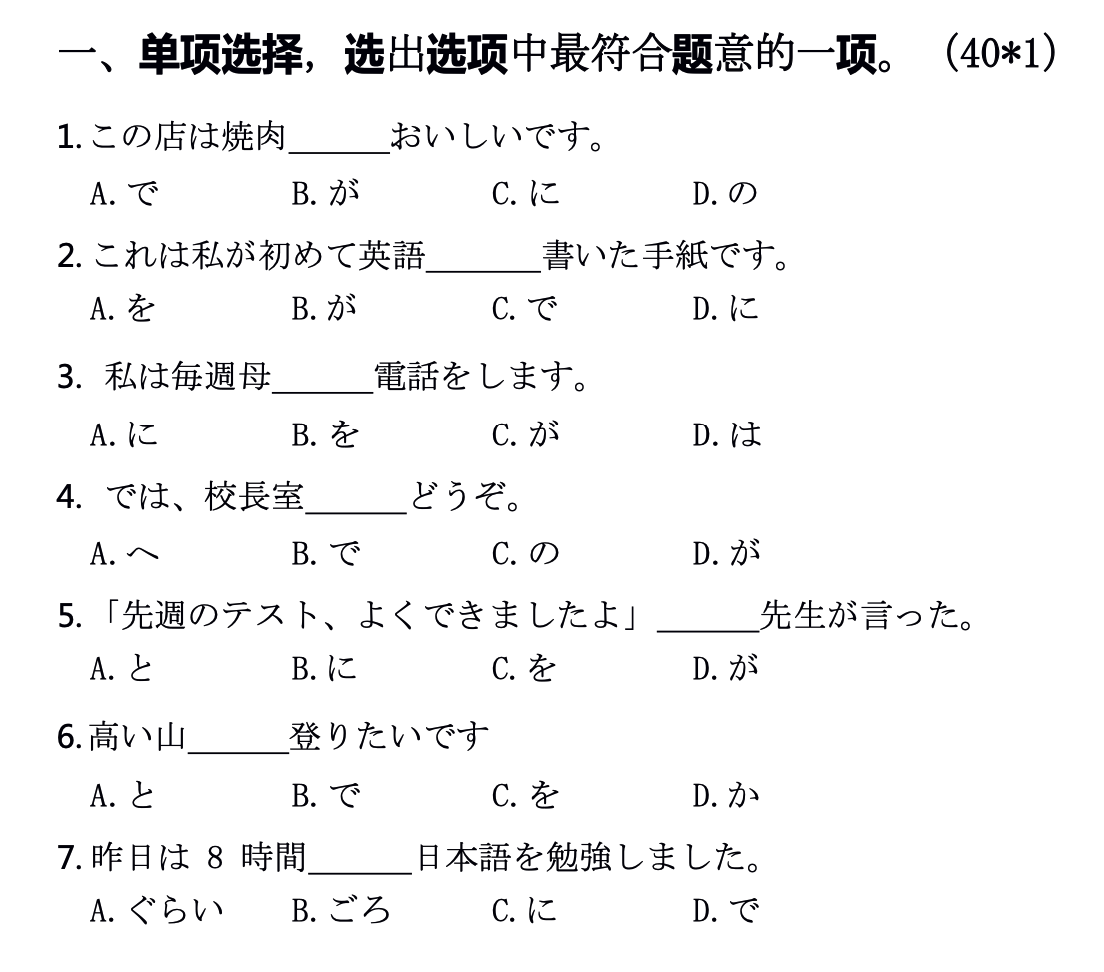 一、单项选择，选出选项中最符合题意的一项。（40*1）
1.この店は焼肉______おいしいです。
A.で B.が C.に D.の
2.これは私が初めて英語_______書いた手紙です。
A.を B.が C.で D.に
3. 私は毎週母______電話をします。
A.に B.を C.が D.は
4. では、校長室______どうぞ。
A.へ B.で C.の D.が
5.「先週のテスト、よくできましたよ」______先生が言った。
A.と B.に C.を D.が
6.高い山______登りたいです
A.と B.で C.を D.か
7.昨日は 8 時間______日本語を勉強しました。
A.ぐらい B.ごろ C.に D.で